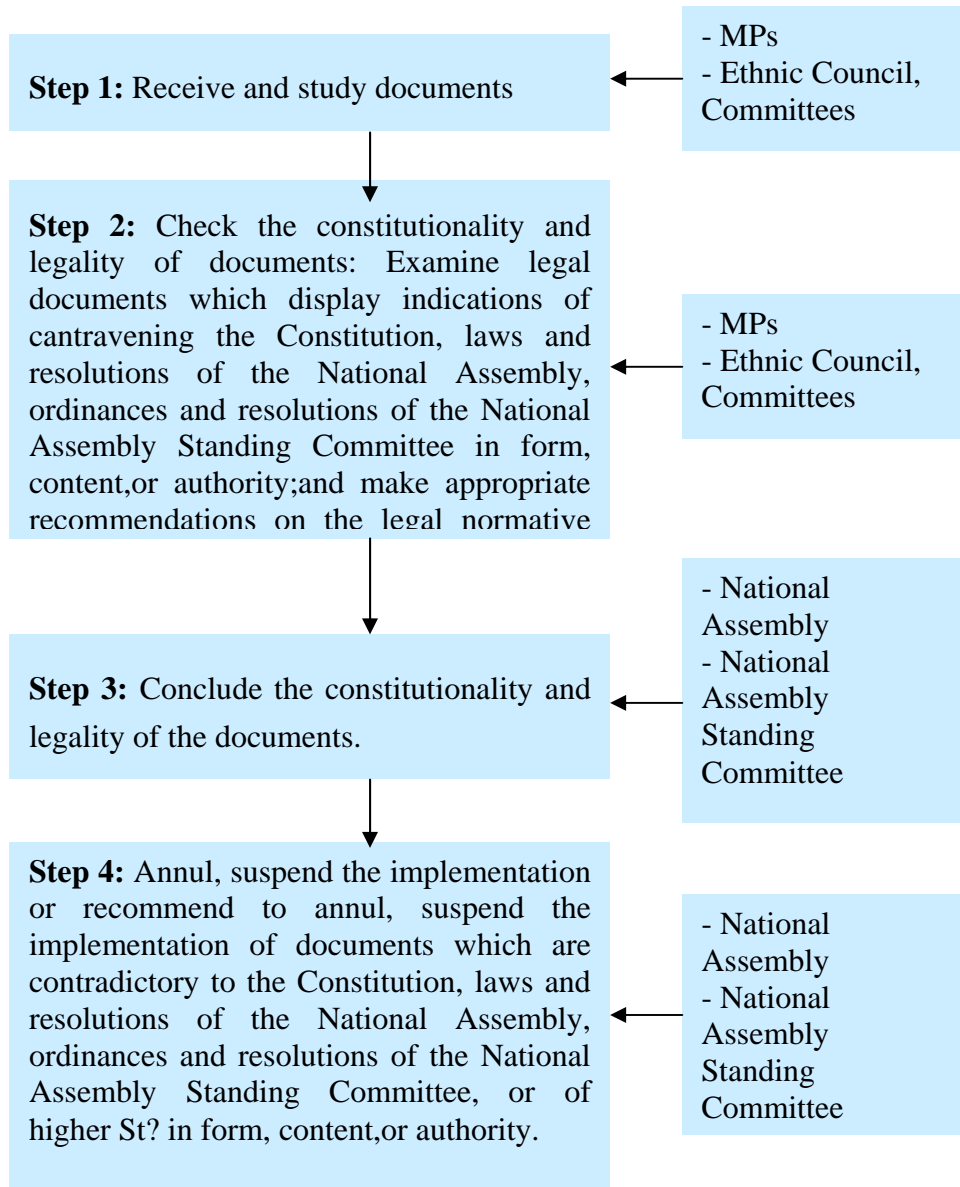 - MPs
- Ethnic Council,
Committees
Step 1: Receive and study documents
Step 2: Check the constitutionality and
legality of documents: Examine legal
documents which display indications of
cantravening the Constitution, laws and
resolutions of the National Assembly,
ordinances and resolutions of the National
Assembly Standing Committee in form,
content,or authority;and make appropriate
recommendations on the legal normative
- MPs
- Ethnic Council,
Committees
Step 3: Conclude the constitutionality and
legality of the documents.
- National
Assembly
- National
Assembly
Standing
Committee
Step 4: Annul, suspend the implementation
or recommend to annul, suspend the
implementation of documents which are
contradictory to the Constitution, laws and
resolutions of the National Assembly,
ordinances and resolutions of the National
Assembly Standing Committee, or of
higher St? in form, content,or authority.
- National
Assembly
- National
Assembly
Standing
Committee